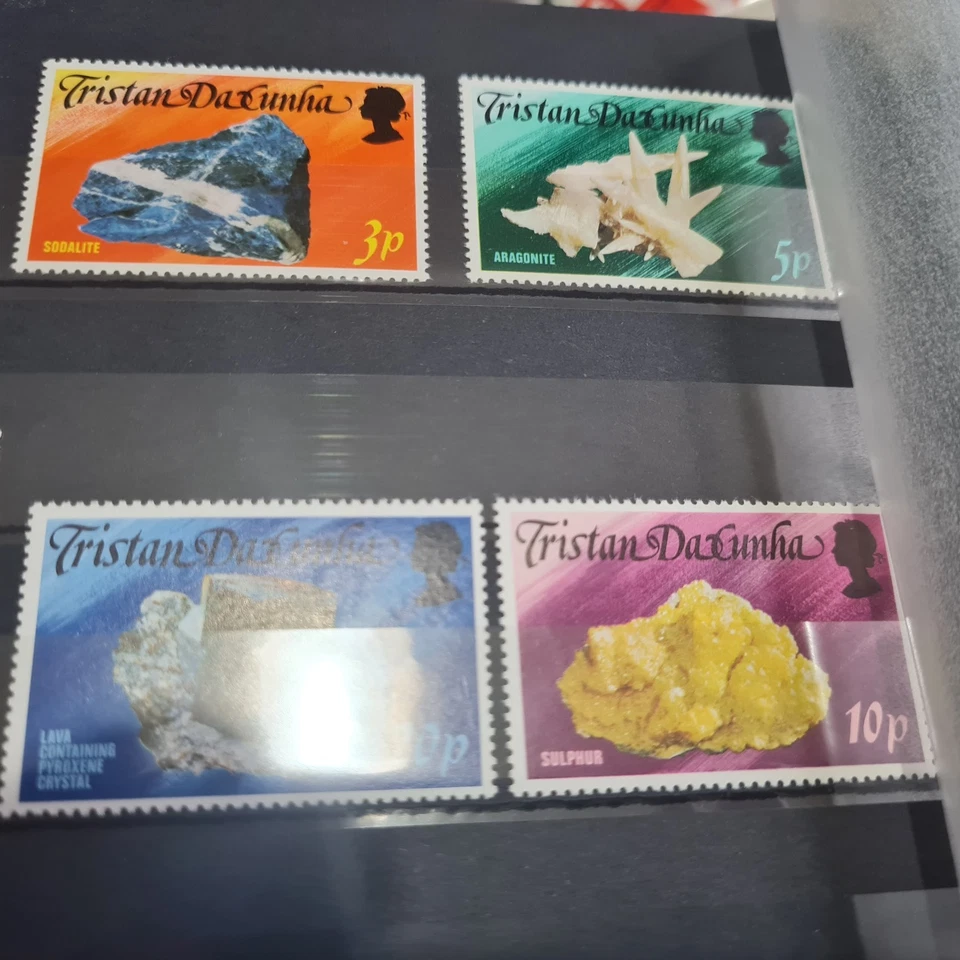 Tristan Da Cunha
SODALITE
3p
Tristan Da Cunha
ARAGONITE
5p
Tristan Da Cunha
LAVA
CONTAINING
PYROXENE
CRYSTAL
p
Tristan Da Cunha
SULPHUR
10p